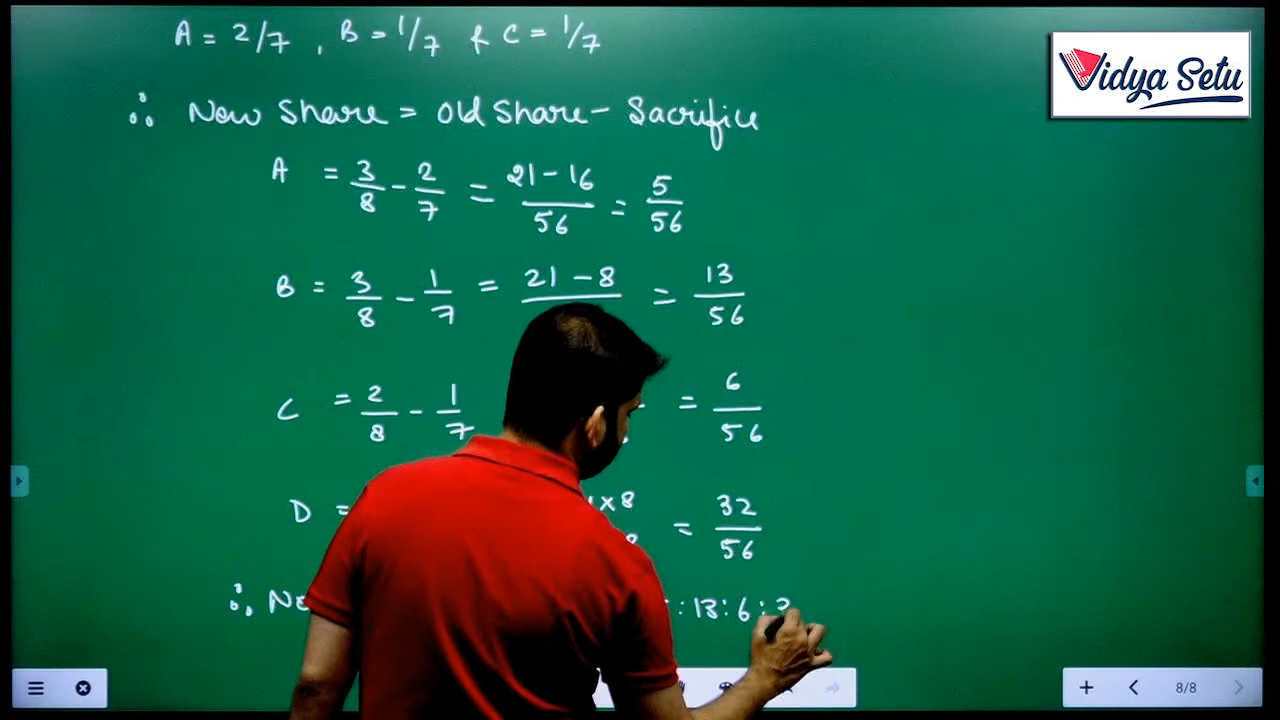 A = 2/7 , B = 1/7 & C = 1/7
Vidya Setu
∴ New Share = Old Share - Sacrifice
A = 3/8 - 2/7 = 21 - 16/56 = 5/56
B = 3/8 - 1/7 = 21 - 8 = 13/56
C = 2/8 - 1/7 = 6/56
D = × 8 = 32/56
∴ : 13 : 6 :
8/8